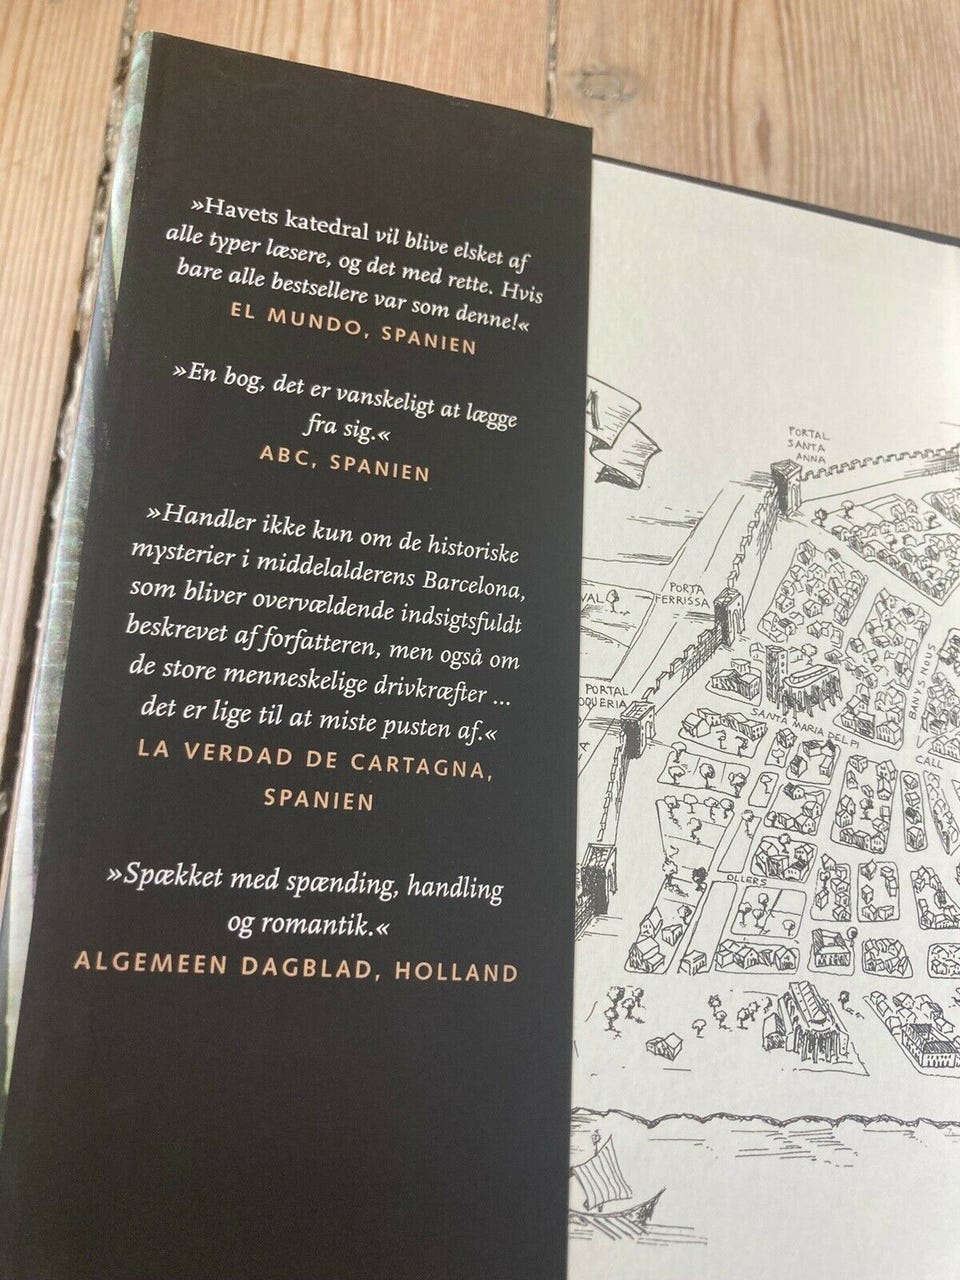 »Havets katedral vil blive elsket af
alle typer læsere, og det med rette. Hvis
bare alle bestsellere var som denne!«
EL MUNDO, SPANIEN
»En bog, det er vanskeligt at lægge
fra sig.«
ABC, SPANIEN
»Handler ikke kun om de historiske
mysterier i middelalderens Barcelona,
som bliver overvældende indsigtsfuldt
beskrevet af forfatteren, men også om
de store menneskelige drivkræfter ...
det er lige til at miste pusten af.«
LA VERDAD DE CARTAGNA,
SPANIEN
»Spækket med spænding, handling
og romantik.«
ALGEMEEN DAGBLAD, HOLLAND
PORTAL
SANTA
ANNA
PORTA
FERRISSA
PORTAL
SANTA MARIA DEL PI
BANYS NOUS
CALL
OLLERS